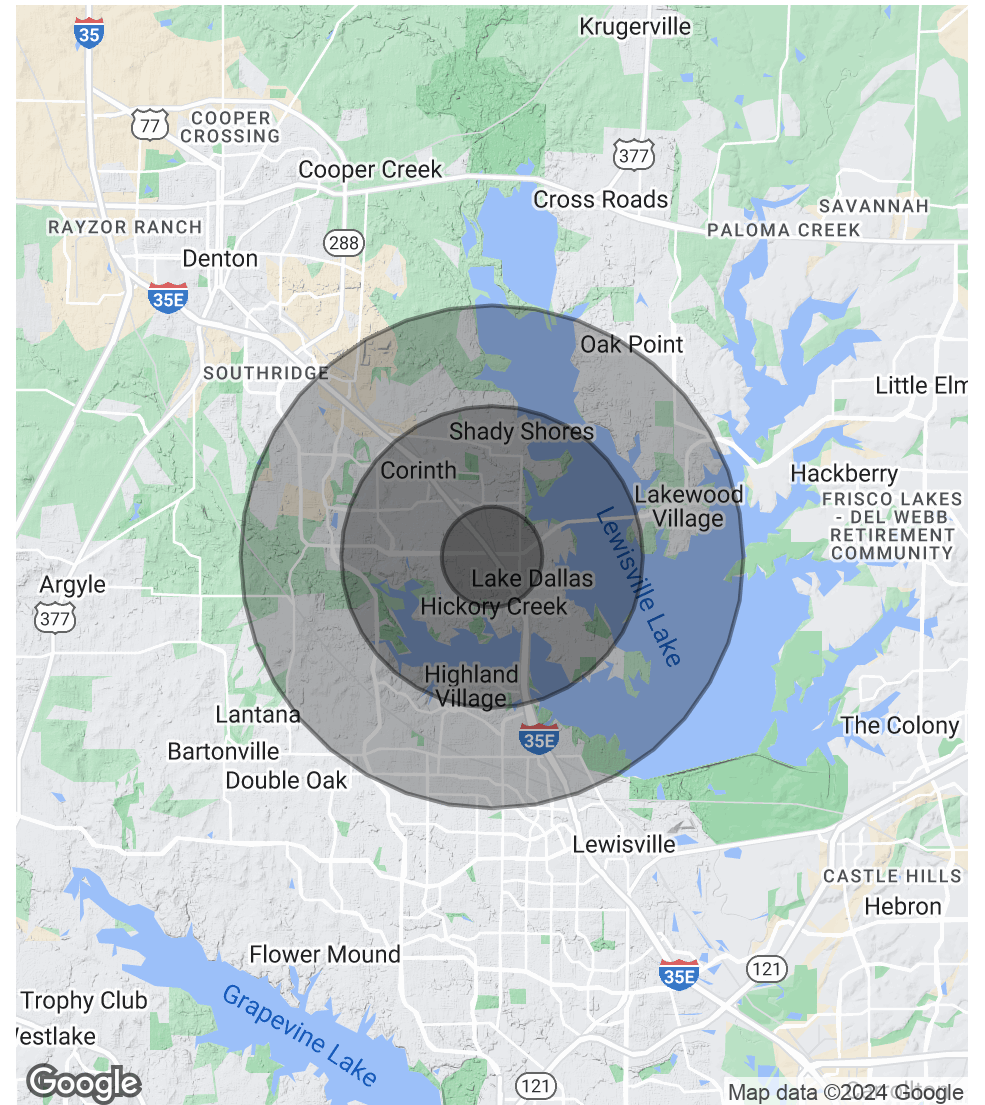 Krugerville
35
77
COOPER
CROSSING
377
Cooper Creek
Cross Roads
SAVANNAH
RAYZOR RANCH
PALOMA CREEK
288
Denton
35E
Oak Point
SOUTHRIDGE
Little Elm
Shady Shores
Corinth
Hackberry
Lakewood
Village
FRISCO LAKES
- DEL WEBB
RETIREMENT
COMMUNITY
Lewisville Lake
Argyle
377
Lake Dallas
Hickory Creek
Highland
Village
Lantana
The Colony
35E
Bartonville
Double Oak
Lewisville
CASTLE HILLS
Hebron
Flower Mound
35E
121
Trophy Club
Grapevine Lake
Westlake
Google
121
Map data ©2024 Google